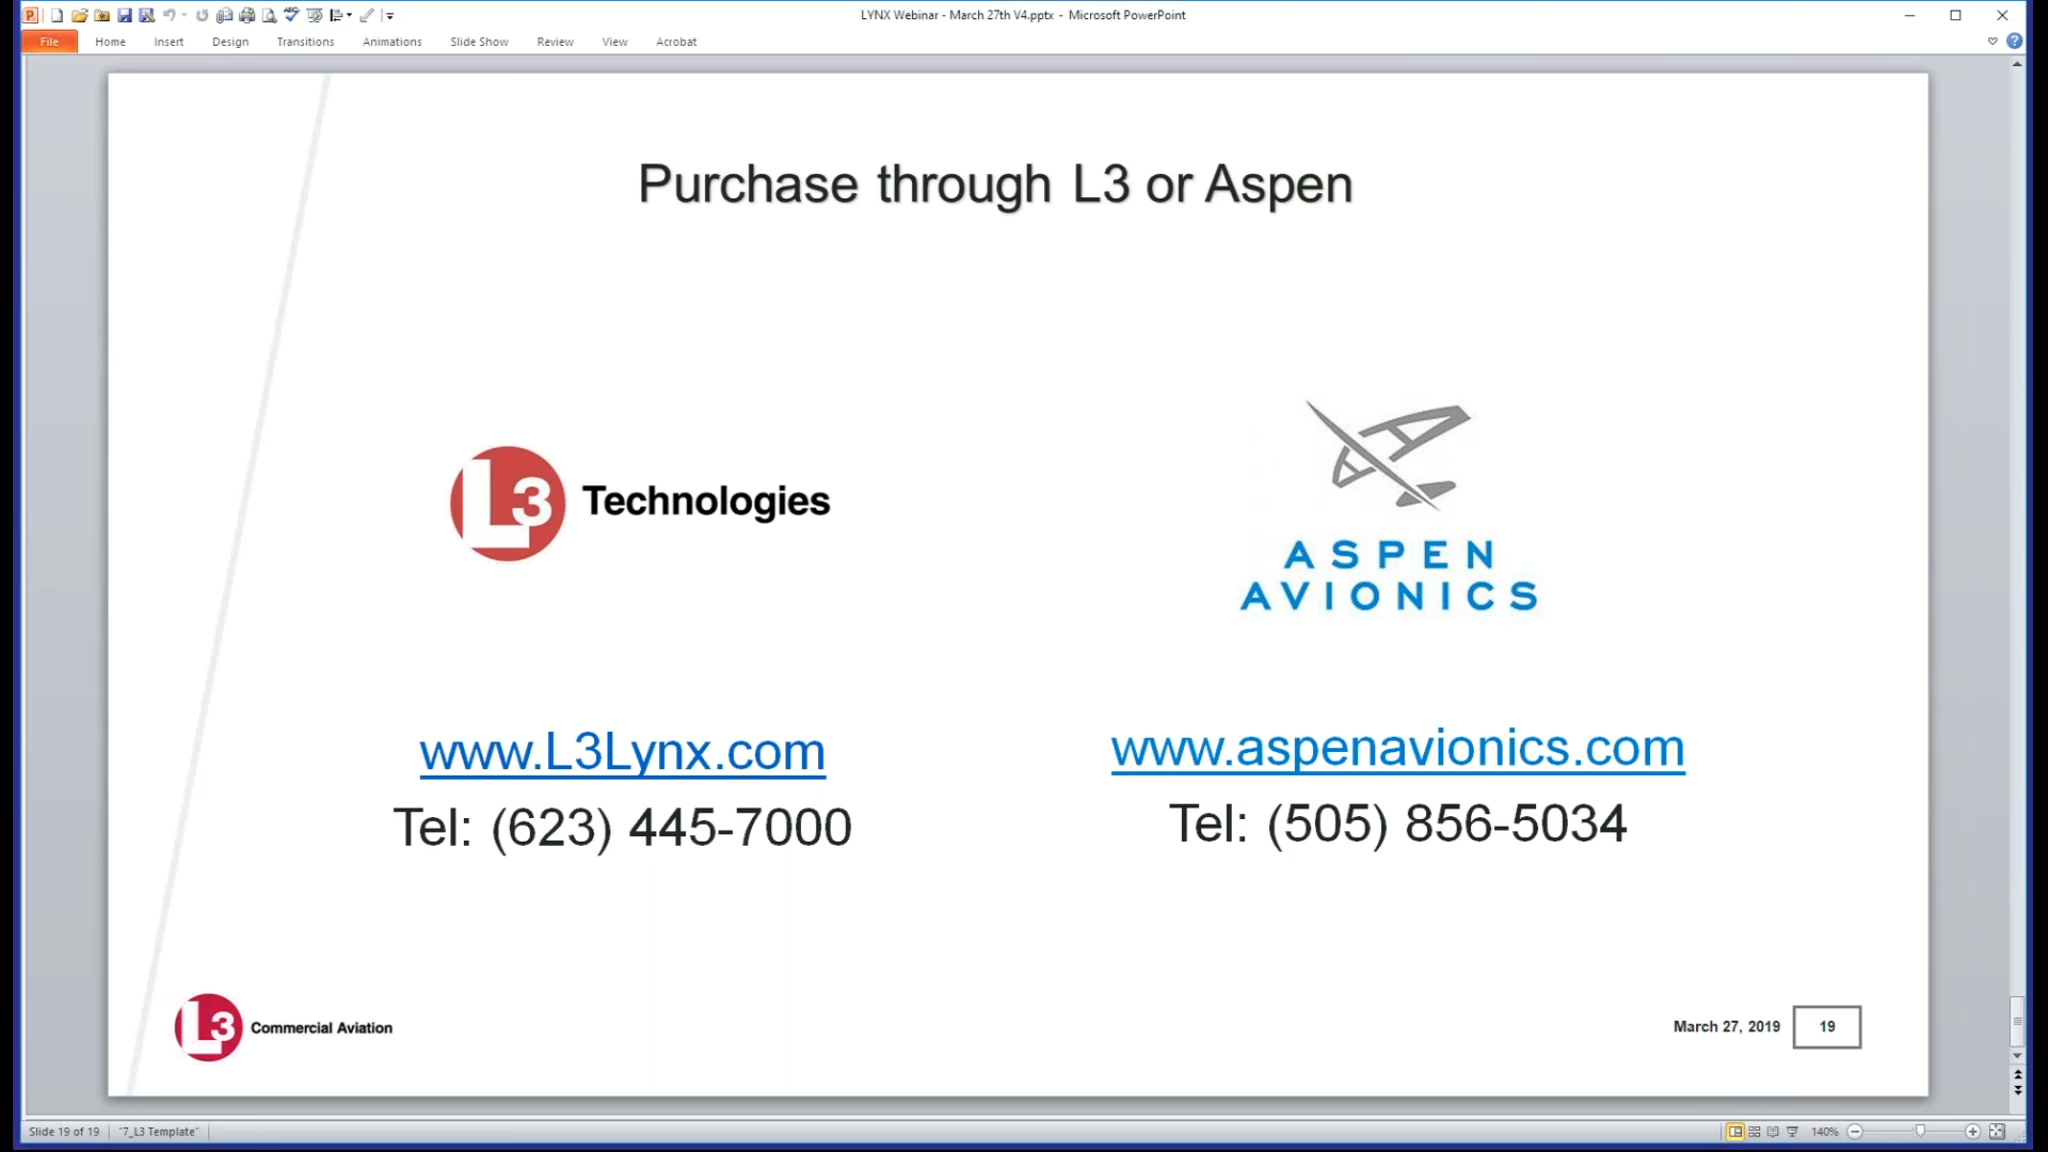 LYNX Webinar - March 27th V4.pptx - Microsoft PowerPoint
File Home Insert Design Transitions Animations Slide Show Review View Acrobat
Purchase through L3 or Aspen
L3 Technologies
ASPEN
AVIONICS
www.L3Lynx.com
Tel: (623) 445-7000
www.aspenavionics.com
Tel: (505) 856-5034
L3 Commercial Aviation
March 27, 2019 19
Slide 19 of 19 "7_L3 Template" 140%